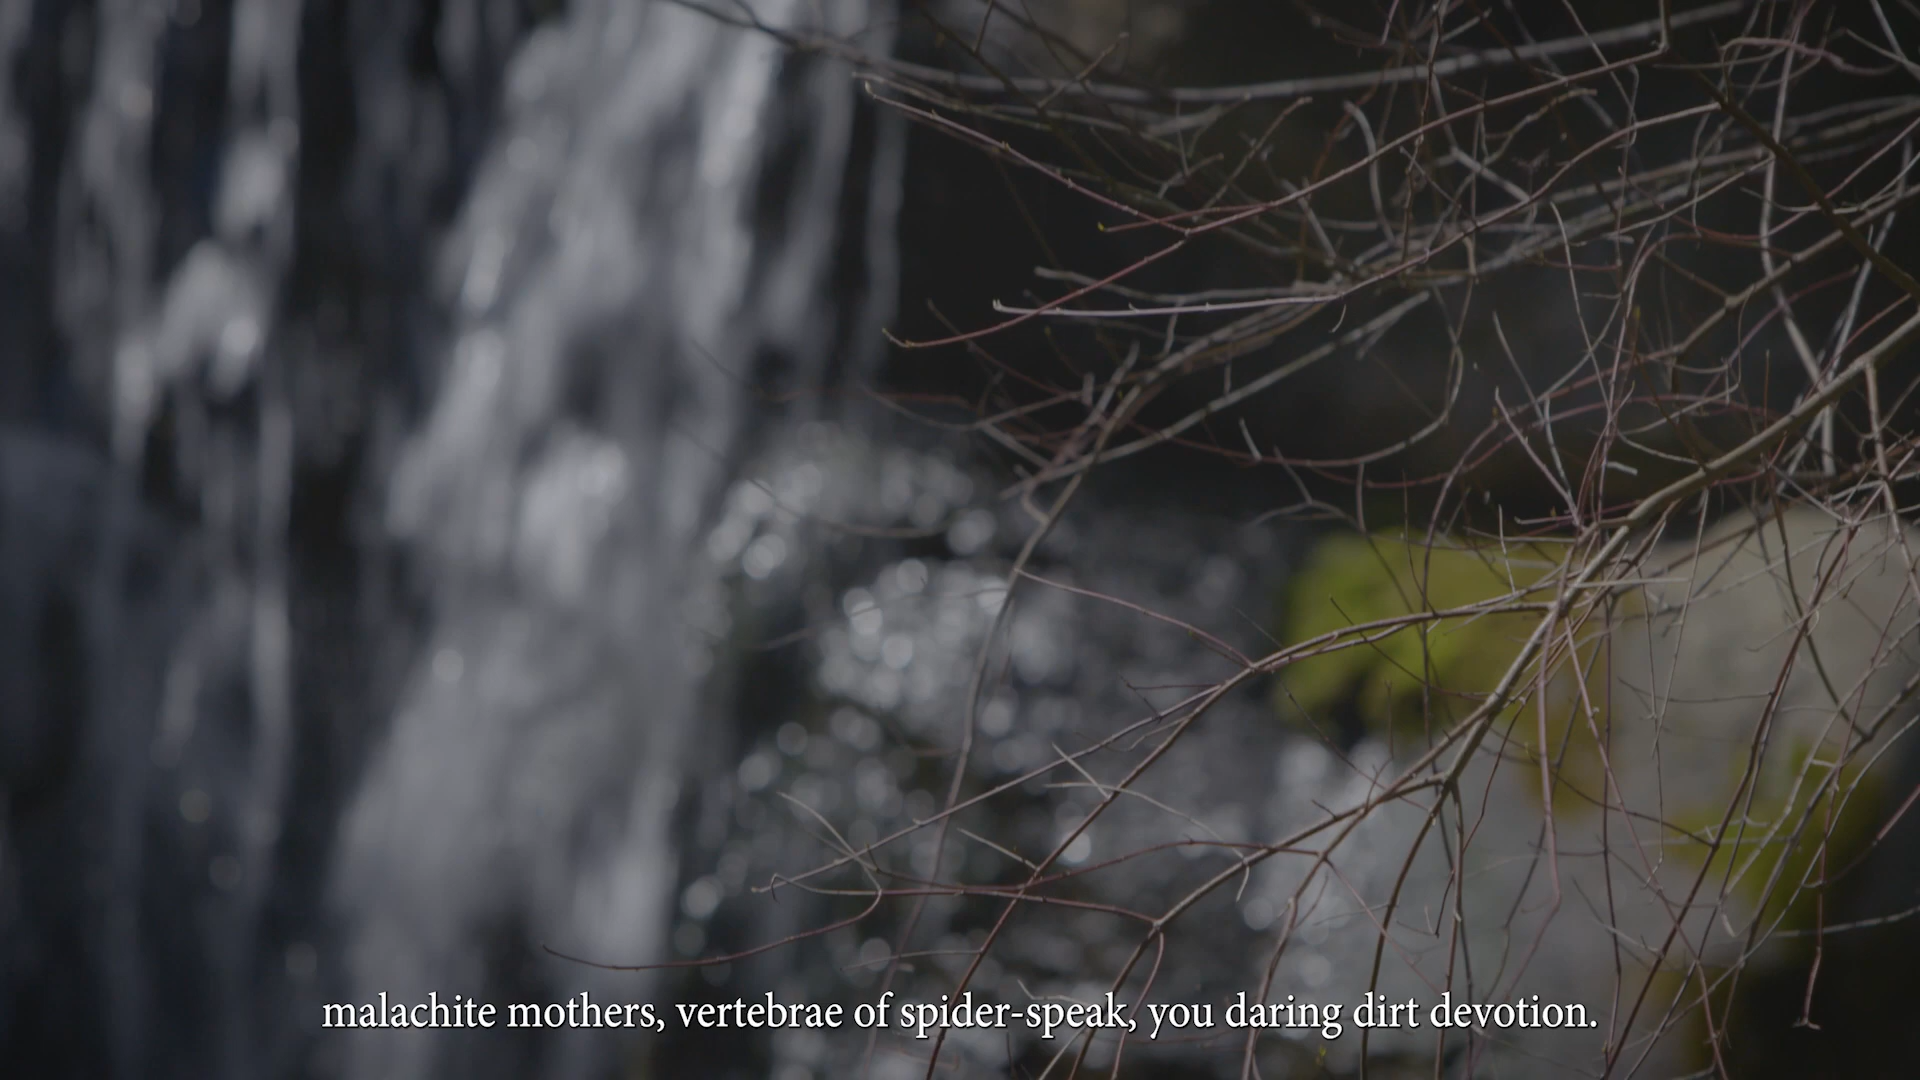 malachite mothers, vertebrae of spider-speak, you daring dirt devotion.